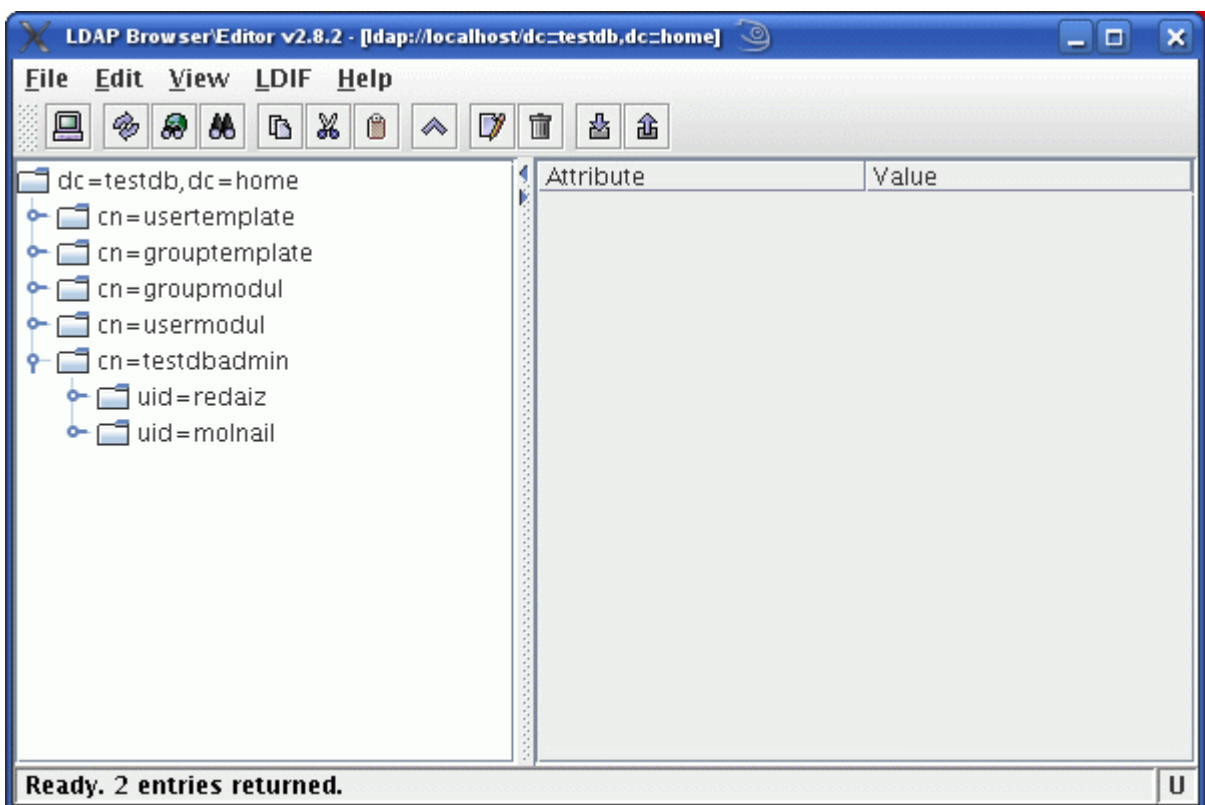 LDAP Browser\Editor v2.8.2 - [ldap://localhost/dc=testdb,dc=home]
File Edit View LDIF Help
Attribute Value
dc=testdb,dc=home
cn=usertemplate
cn=grouptemplate
cn=groupmodul
cn=usermodul
cn=testdbadmin
uid=redaiz
uid=molnail
Ready. 2 entries returned. U